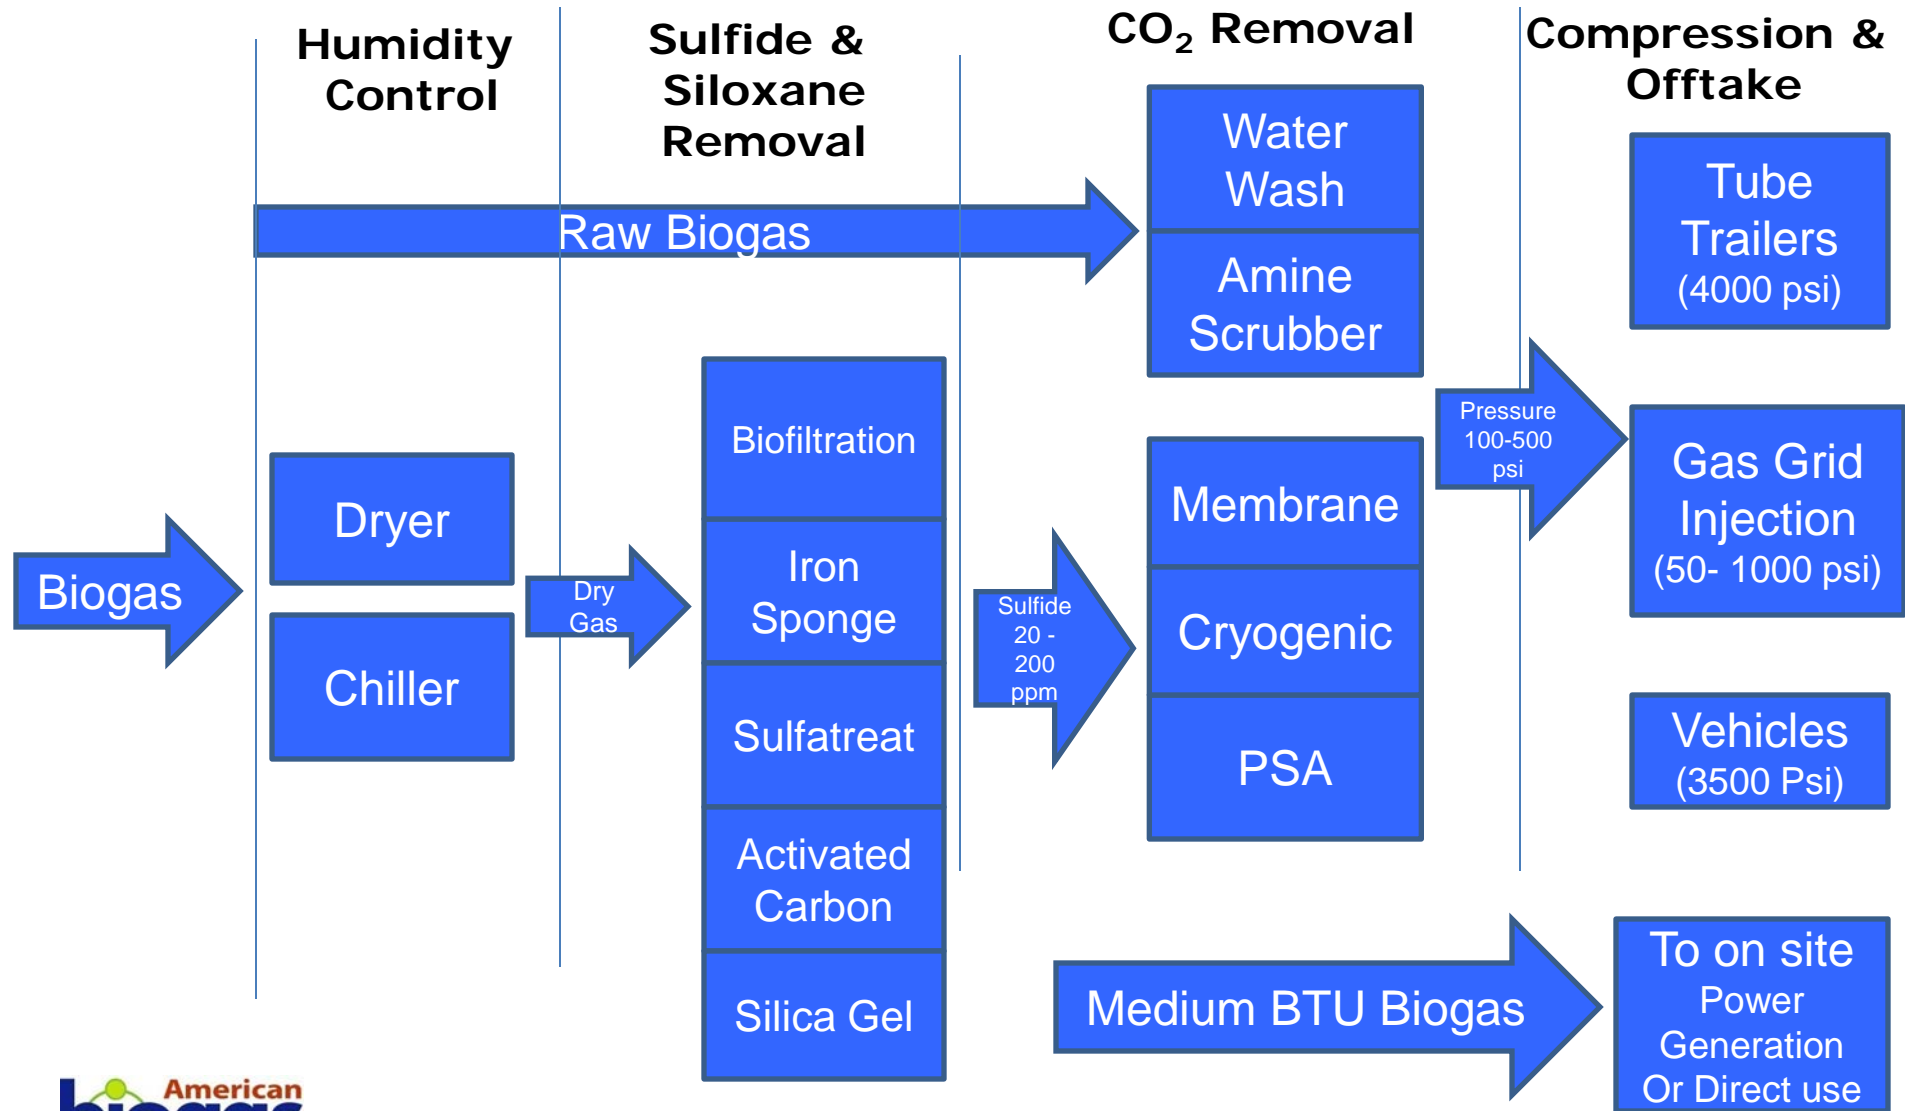 Humidity
Control
Sulfide &
Siloxane
Removal
CO₂ Removal
Compression &
Offtake
Raw Biogas
Water
Wash
Amine
Scrubber
Tube
Trailers
(4000 psi)
Biogas
Dryer
Chiller
Dry
Gas
Biofiltration
Iron
Sponge
Sulfatreat
Activated
Carbon
Silica Gel
Sulfide
20 -
200
ppm
Membrane
Cryogenic
PSA
Pressure
100-500
psi
Gas Grid
Injection
(50- 1000 psi)
Vehicles
(3500 Psi)
Medium BTU Biogas
To on site
Power
Generation
Or Direct use
American
biogas